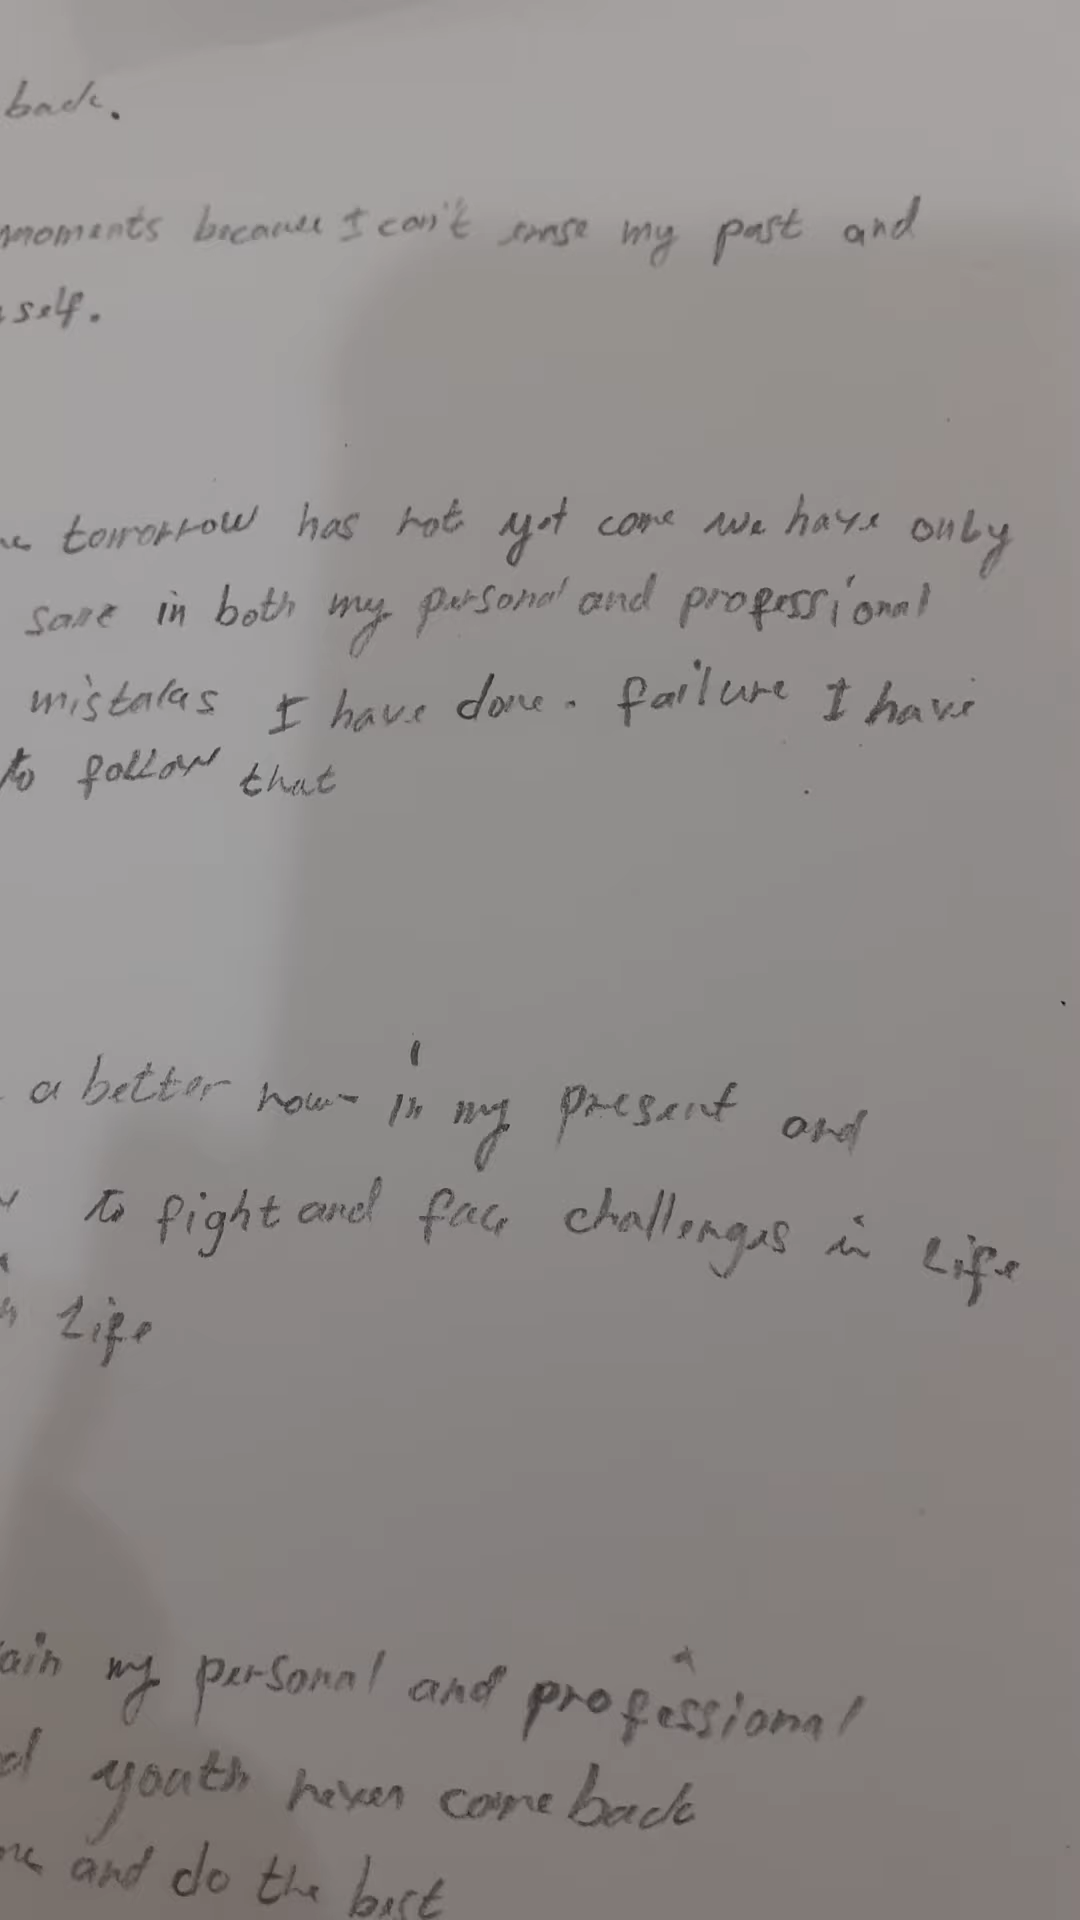 back.
moments because I can't erase my past and
self.
tomorrow has not yet come we have only
same in both my personal and professional
mistakes I have done. failure I have
to follow that
a better now in my present and
to fight and face challenges in life
life
my personal and professional
youth never come back
and do the best